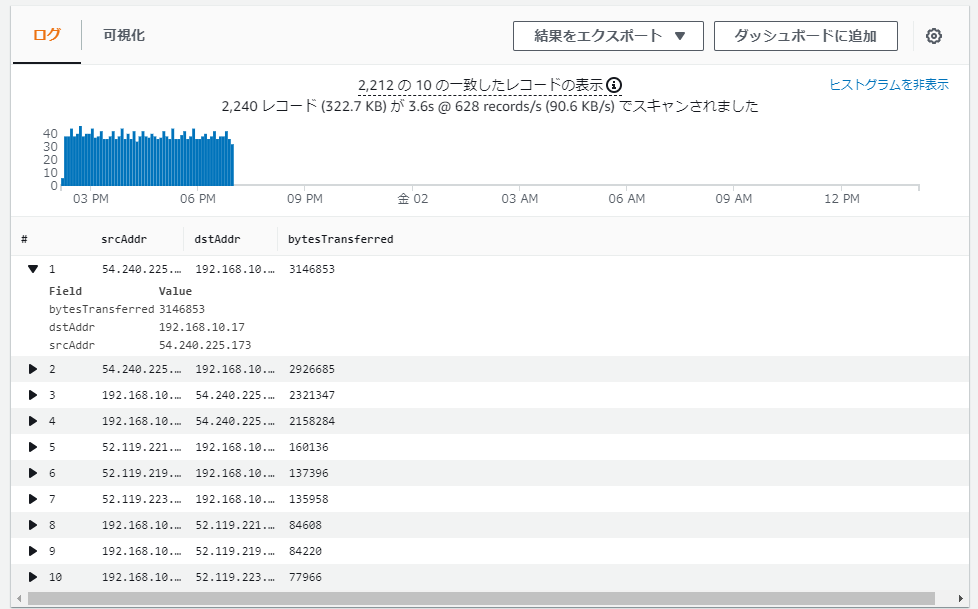 ログ 可視化 結果をエクスポート ▼ ダッシュボードに追加
2,212 の 10 の一致したレコードの表示 ヒストグラムを非表示
2,240 レコード (322.7 KB) が 3.6s @ 628 records/s (90.6 KB/s) でスキャンされました
40
30
20
10
0
03 PM 06 PM 09 PM 金 02 03 AM 06 AM 09 AM 12 PM
# srcAddr dstAddr bytesTransferred
▼ 1 54.240.225.… 192.168.10.… 3146853
Field Value
bytesTransferred 3146853
dstAddr 192.168.10.17
srcAddr 54.240.225.173
▶ 2 54.240.225.… 192.168.10.… 2926685
▶ 3 192.168.10.… 54.240.225.… 2321347
▶ 4 192.168.10.… 54.240.225.… 2158284
▶ 5 52.119.221.… 192.168.10.… 160136
▶ 6 52.119.219.… 192.168.10.… 137396
▶ 7 52.119.223.… 192.168.10.… 135958
▶ 8 192.168.10.… 52.119.221.… 84608
▶ 9 192.168.10.… 52.119.219.… 84220
▶ 10 192.168.10.… 52.119.223.… 77966